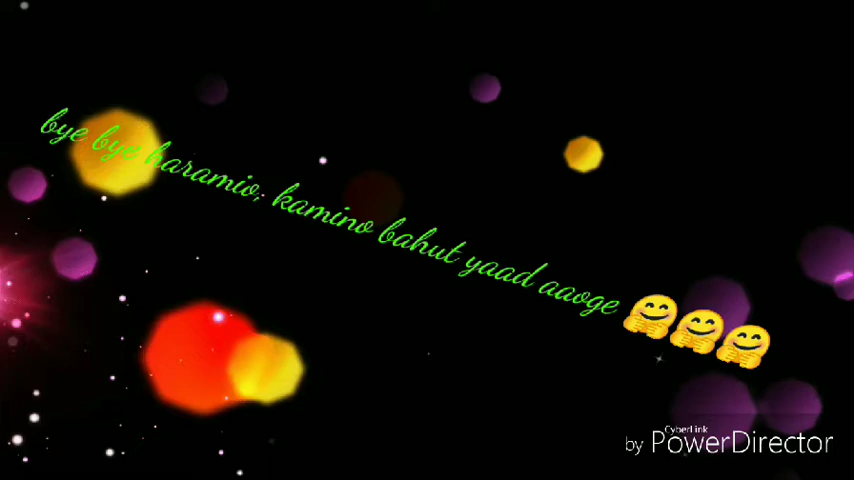 bye bye haramio; kamino bahut yaad aaoge 🤗🤗🤗
by CyberLink PowerDirector